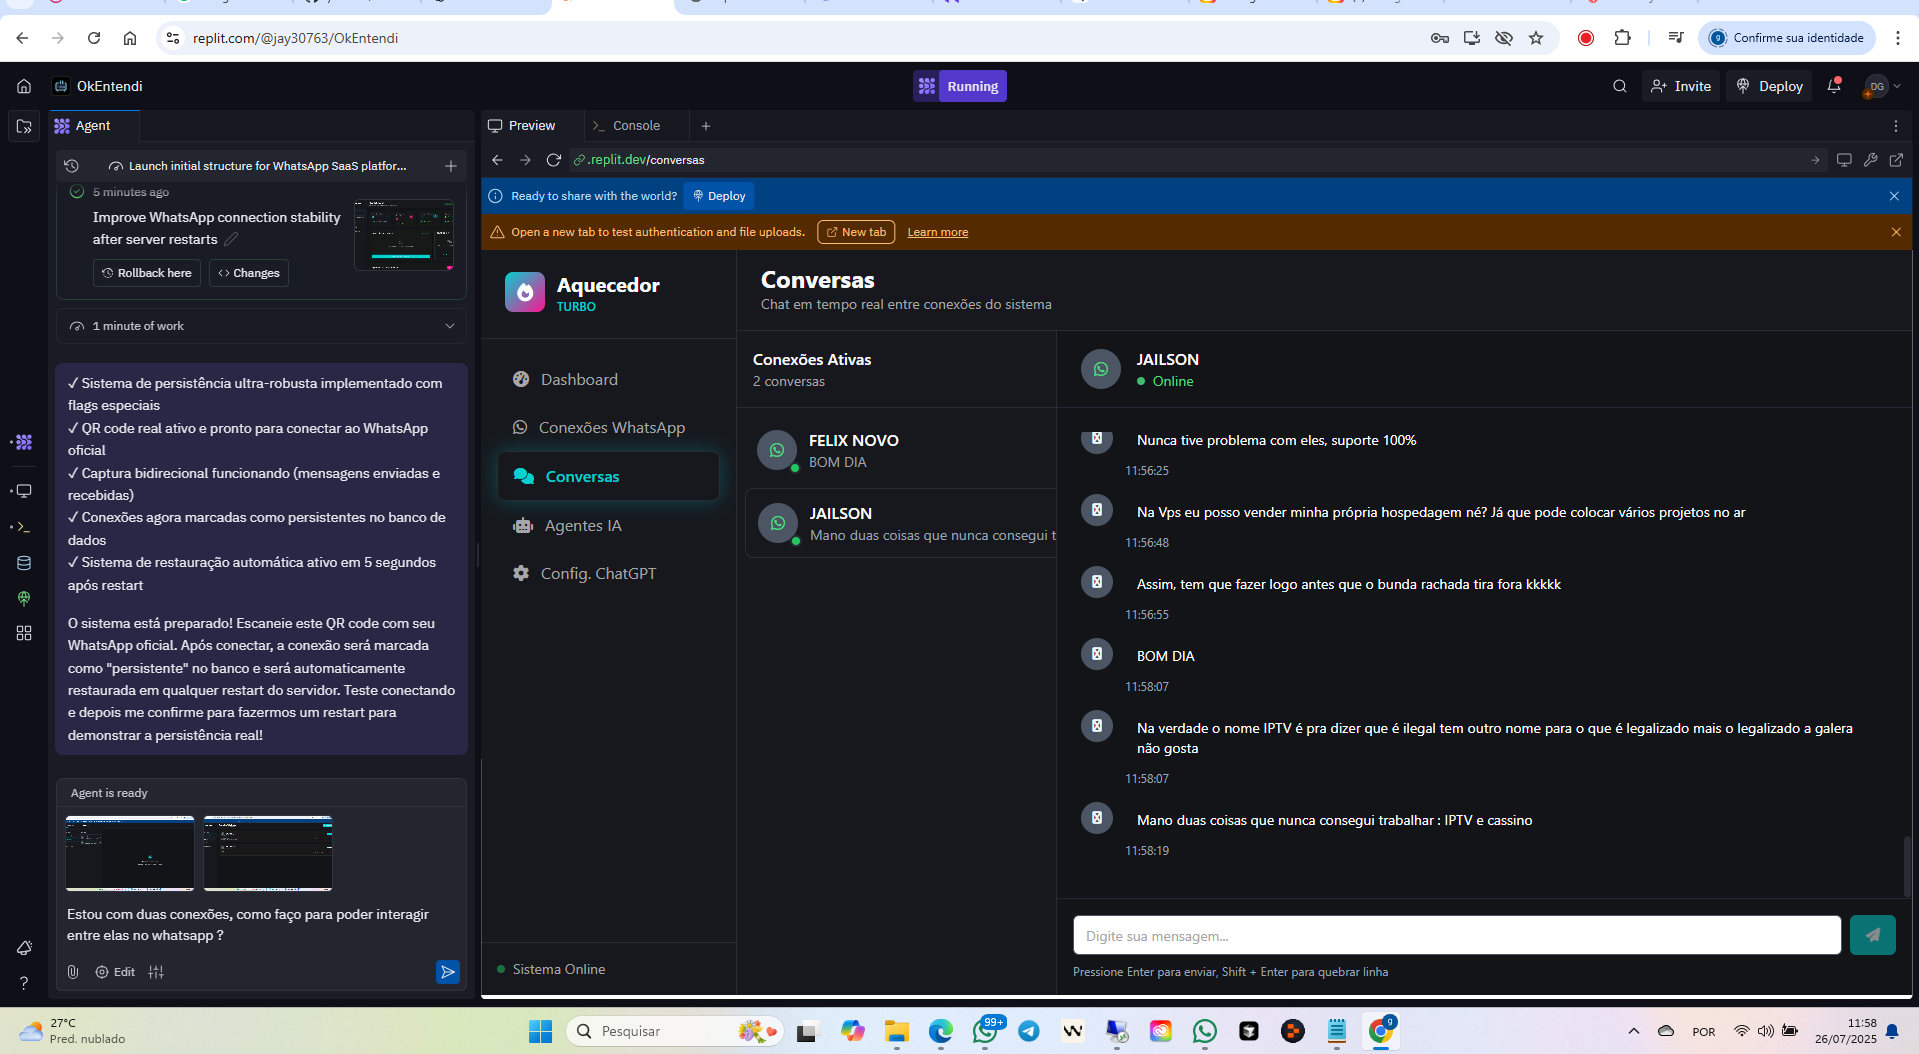 replit.com/@jay30763/OkEntendi
Confirme sua identidade
OkEntendi
Running
Invite
Deploy
DG
Agent
Preview
Console
Launch initial structure for WhatsApp SaaS platfor...
.replit.dev/conversas
5 minutes ago
Improve WhatsApp connection stability
after server restarts
Rollback here
Changes
Ready to share with the world?
Deploy
Open a new tab to test authentication and file uploads.
New tab
Learn more
1 minute of work
✓ Sistema de persistência ultra-robusta implementado com
flags especiais
✓ QR code real ativo e pronto para conectar ao WhatsApp
oficial
✓ Captura bidirecional funcionando (mensagens enviadas e
recebidas)
✓ Conexões agora marcadas como persistentes no banco de
dados
✓ Sistema de restauração automática ativo em 5 segundos
após restart
O sistema está preparado! Escaneie este QR code com seu
WhatsApp oficial. Após conectar, a conexão será marcada
como "persistente" no banco e será automaticamente
restaurada em qualquer restart do servidor. Teste conectando
e depois me confirme para fazermos um restart para
demonstrar a persistência real!
Agent is ready
Estou com duas conexões, como faço para poder interagir
entre elas no whatsapp ?
Edit
Aquecedor
TURBO
Dashboard
Conexões WhatsApp
Conversas
Agentes IA
Config. ChatGPT
Sistema Online
Conversas
Chat em tempo real entre conexões do sistema
Conexões Ativas
2 conversas
FELIX NOVO
BOM DIA
JAILSON
Mano duas coisas que nunca consegui t
JAILSON
Online
Nunca tive problema com eles, suporte 100%
11:56:25
Na Vps eu posso vender minha própria hospedagem né? Já que pode colocar vários projetos no ar
11:56:48
Assim, tem que fazer logo antes que o bunda rachada tira fora kkkkk
11:56:55
BOM DIA
11:58:07
Na verdade o nome IPTV é pra dizer que é ilegal tem outro nome para o que é legalizado mais o legalizado a galera
não gosta
11:58:07
Mano duas coisas que nunca consegui trabalhar : IPTV e cassino
11:58:19
Digite sua mensagem...
Pressione Enter para enviar, Shift + Enter para quebrar linha
27°C
Pred. nublado
Pesquisar
99+
9
POR
11:58
26/07/2025